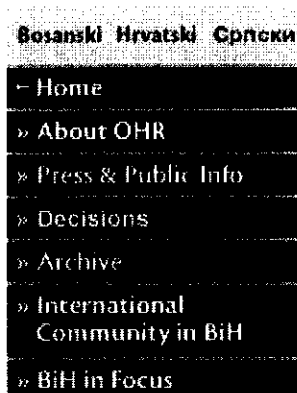 Bosanski Hrvatski Српски
← Home
» About OHR
» Press & Public Info
» Decisions
» Archive
» International
Community in BiH
» BiH in Focus